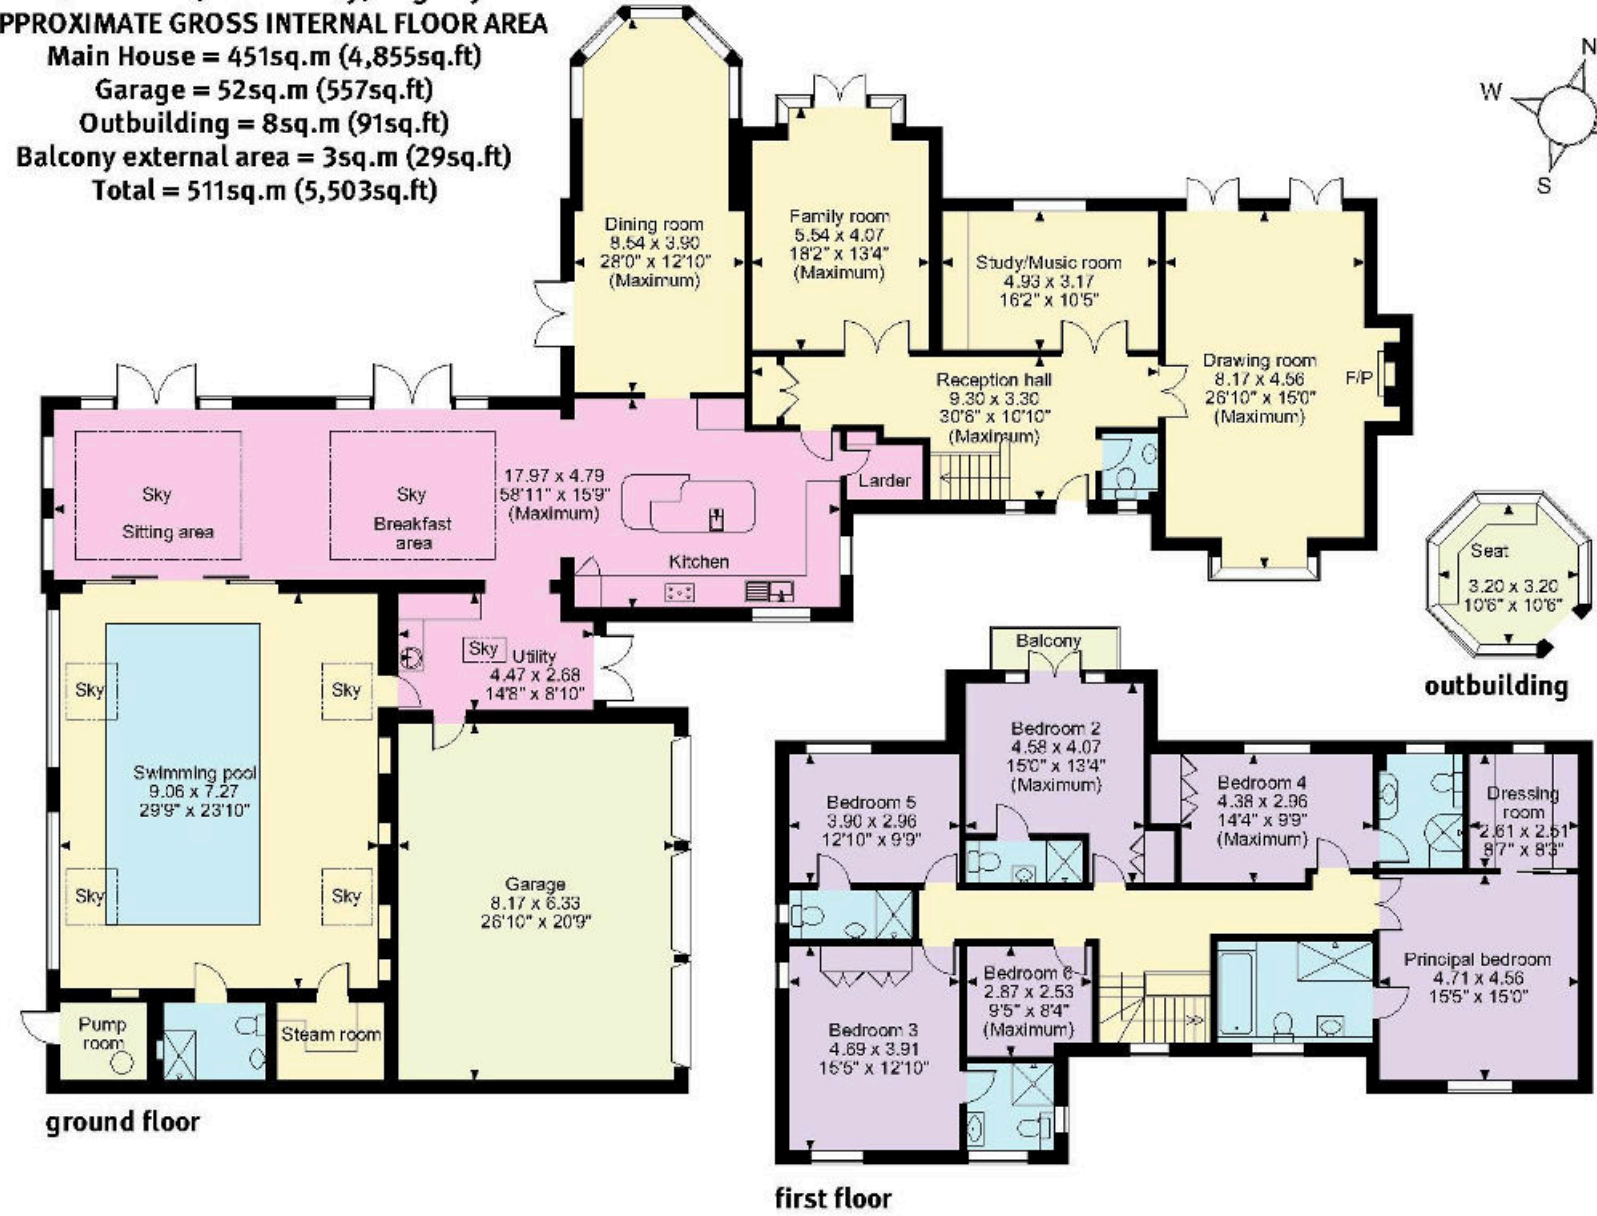 PPROXIMATE GROSS INTERNAL FLOOR AREA
Main House = 451sq.m (4,855sq.ft)
Garage = 52sq.m (557sq.ft)
Outbuilding = 8sq.m (91sq.ft)
Balcony external area = 3sq.m (29sq.ft)
Total = 511sq.m (5,503sq.ft)
N
W
S
Dining room
8.54 x 3.90
28'0" x 12'10"
(Maximum)
Family room
5.54 x 4.07
18'2" x 13'4"
(Maximum)
Study/Music room
4.93 x 3.17
16'2" x 10'5"
Drawing room
8.17 x 4.56
26'10" x 15'0"
(Maximum)
F/P
Reception hall
9.30 x 3.30
30'6" x 10'10"
(Maximum)
Larder
17.97 x 4.79
58'11" x 15'9"
(Maximum)
Sky
Sitting area
Sky
Breakfast
area
Kitchen
Sky
Utility
4.47 x 2.68
14'8" x 8'10"
Sky
Sky
Swimming pool
9.06 x 7.27
29'9" x 23'10"
Sky
Sky
Garage
8.17 x 6.33
26'10" x 20'9"
Pump
room
Steam room
ground floor
Seat
3.20 x 3.20
10'6" x 10'6"
outbuilding
Balcony
Bedroom 2
4.58 x 4.07
15'0" x 13'4"
(Maximum)
Bedroom 5
3.90 x 2.96
12'10" x 9'9"
Bedroom 4
4.38 x 2.96
14'4" x 9'9"
(Maximum)
Dressing
room
2.61 x 2.51
8'7" x 8'3"
Principal bedroom
4.71 x 4.56
15'5" x 15'0"
Bedroom 6
2.87 x 2.53
9'5" x 8'4"
(Maximum)
Bedroom 3
4.69 x 3.91
15'5" x 12'10"
first floor